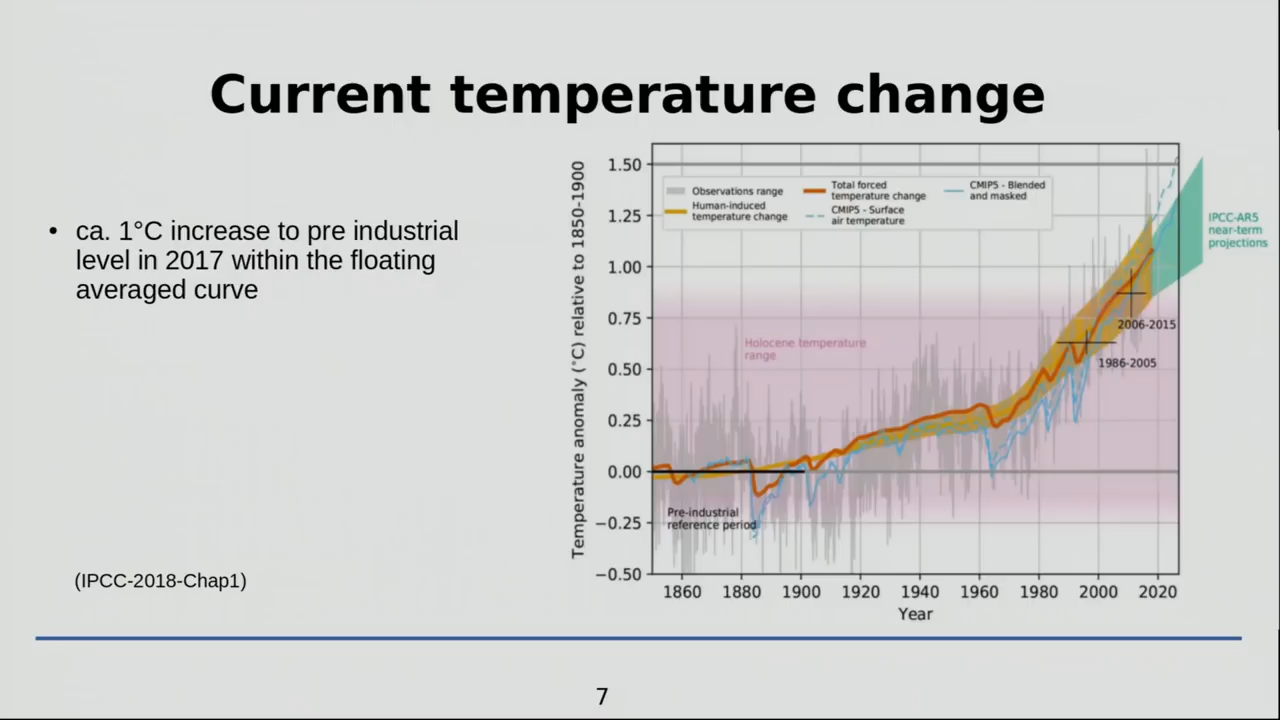 Current temperature change
• ca. 1°C increase to pre industrial
level in 2017 within the floating
averaged curve
(IPCC-2018-Chap1)
Temperature anomaly (°C) relative to 1850-1900
1.50
1.25
1.00
0.75
0.50
0.25
0.00
−0.25
−0.50
Observations range
Human-induced
temperature change
Total forced
temperature change
CMIP5 - Surface
air temperature
CMIP5 - Blended
and masked
IPCC-AR5
near-term
projections
Holocene temperature
range
2006-2015
1986-2005
Pre-industrial
reference period
1860 1880 1900 1920 1940 1960 1980 2000 2020
Year
7